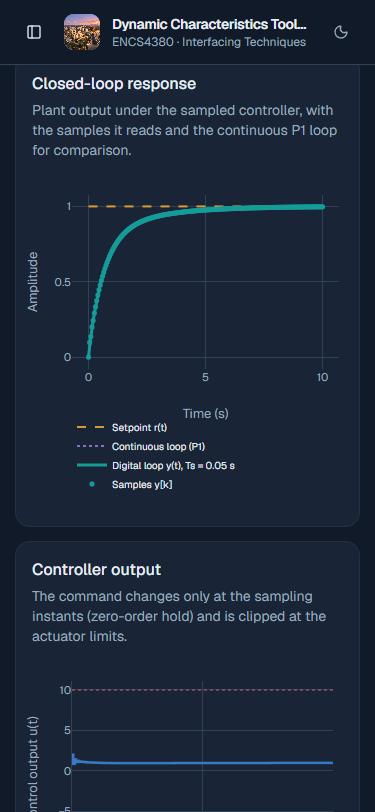 Dynamic Characteristics Tool...
ENCS4380 · Interfacing Techniques
Closed-loop response
Plant output under the sampled controller, with
the samples it reads and the continuous P1 loop
for comparison.
1
0.5
0
Amplitude
0
5
10
Time (s)
Setpoint r(t)
Continuous loop (P1)
Digital loop y(t), Ts = 0.05 s
Samples y[k]
Controller output
The command changes only at the sampling
instants (zero-order hold) and is clipped at the
actuator limits.
10
5
0
−5
ontrol output u(t)